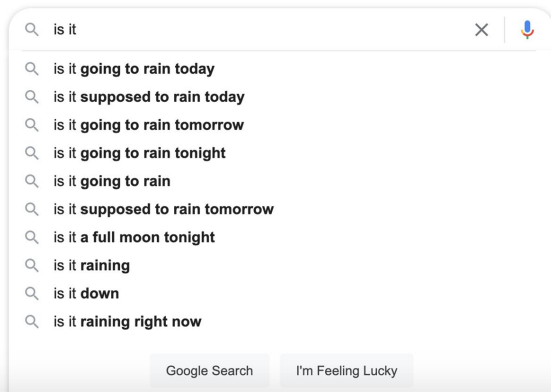 is it
is it going to rain today
is it supposed to rain today
is it going to rain tomorrow
is it going to rain tonight
is it going to rain
is it supposed to rain tomorrow
is it a full moon tonight
is it raining
is it down
is it raining right now
Google Search I'm Feeling Lucky